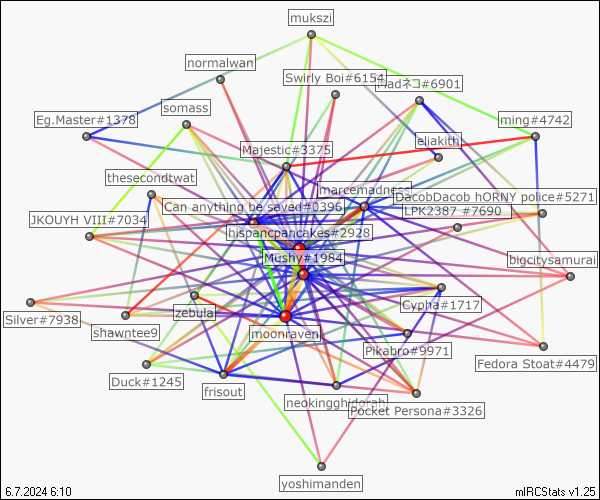 mukszi
normalwan
Swirly Boi#6154
Madネコ#6901
somass
Eg.Master#1378
ming#4742
eliakith
Majestic#3375
thesecondtwat
marcemadness
DacobDacob hORNY police#5271
Can anything be saved#0396
LPK2387 #7690
JKOUYH VIII#7034
hispancpancakes#2928
Mushy#1984
bigcitysamurai
Cypha#1717
Silver#7938
zebula
shawntee9
moonraven
Pikabro#9971
Fedora Stoat#4479
Duck#1245
frisout
neokingghidorah
Pocket Persona#3326
yoshimanden
6.7.2024 6:10
mIRCStats v1.25